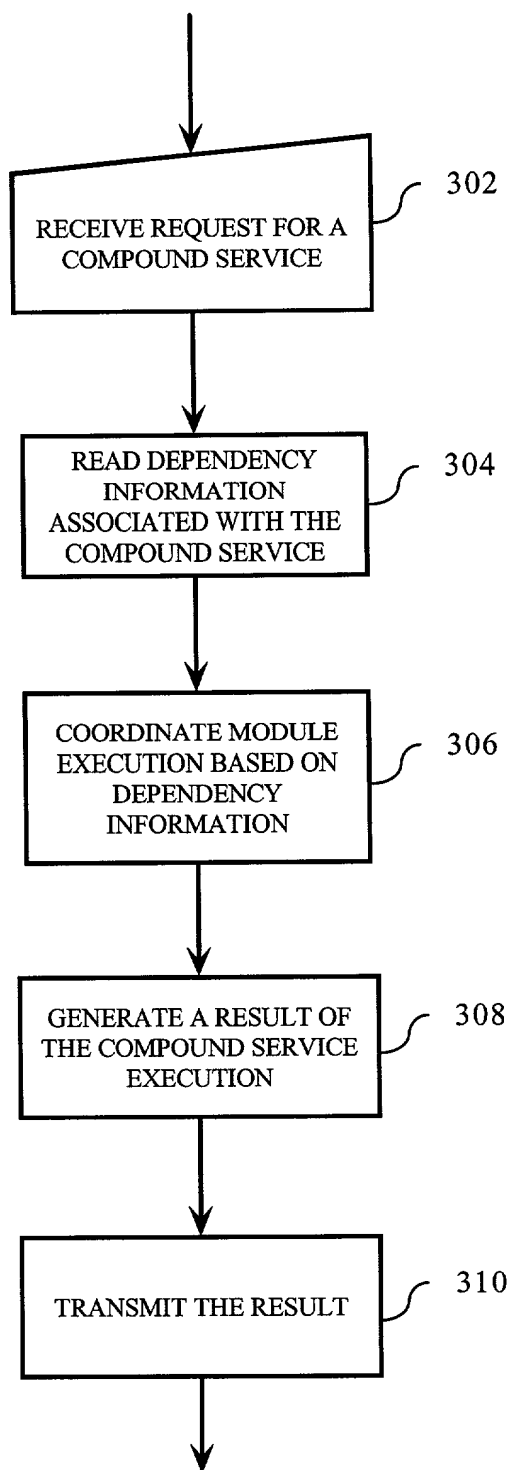 302
RECEIVE REQUEST FOR A
COMPOUND SERVICE
304
READ DEPENDENCY
INFORMATION
ASSOCIATED WITH THE
COMPOUND SERVICE
306
COORDINATE MODULE
EXECUTION BASED ON
DEPENDENCY
INFORMATION
308
GENERATE A RESULT OF
THE COMPOUND SERVICE
EXECUTION
310
TRANSMIT THE RESULT